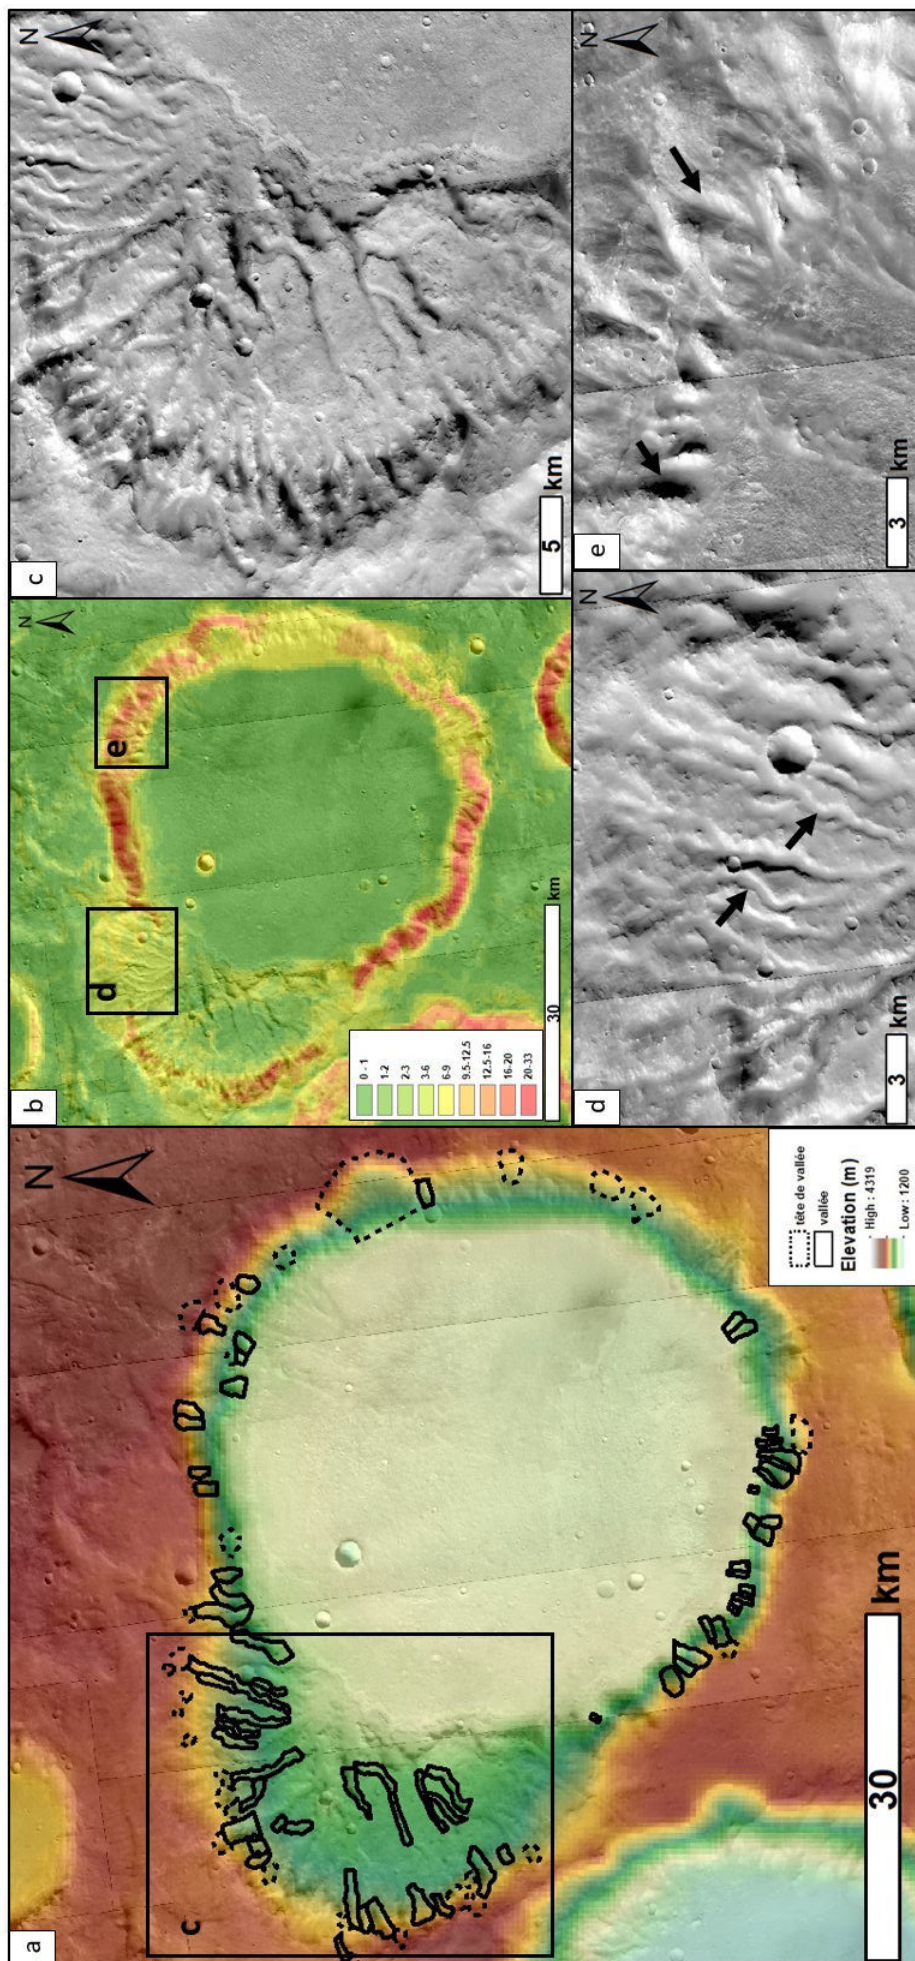 a
N
c
30
km
tête de vallée
vallée
Elevation (m)
High : 4319
Low : 1200
b
N
d
e
0 - 1
1-2
2-3
3-6
6-9
9.5-12.5
12.5-16
16-20
20-33
30
km
c
N
5
km
d
N
3
km
e
N
3
km